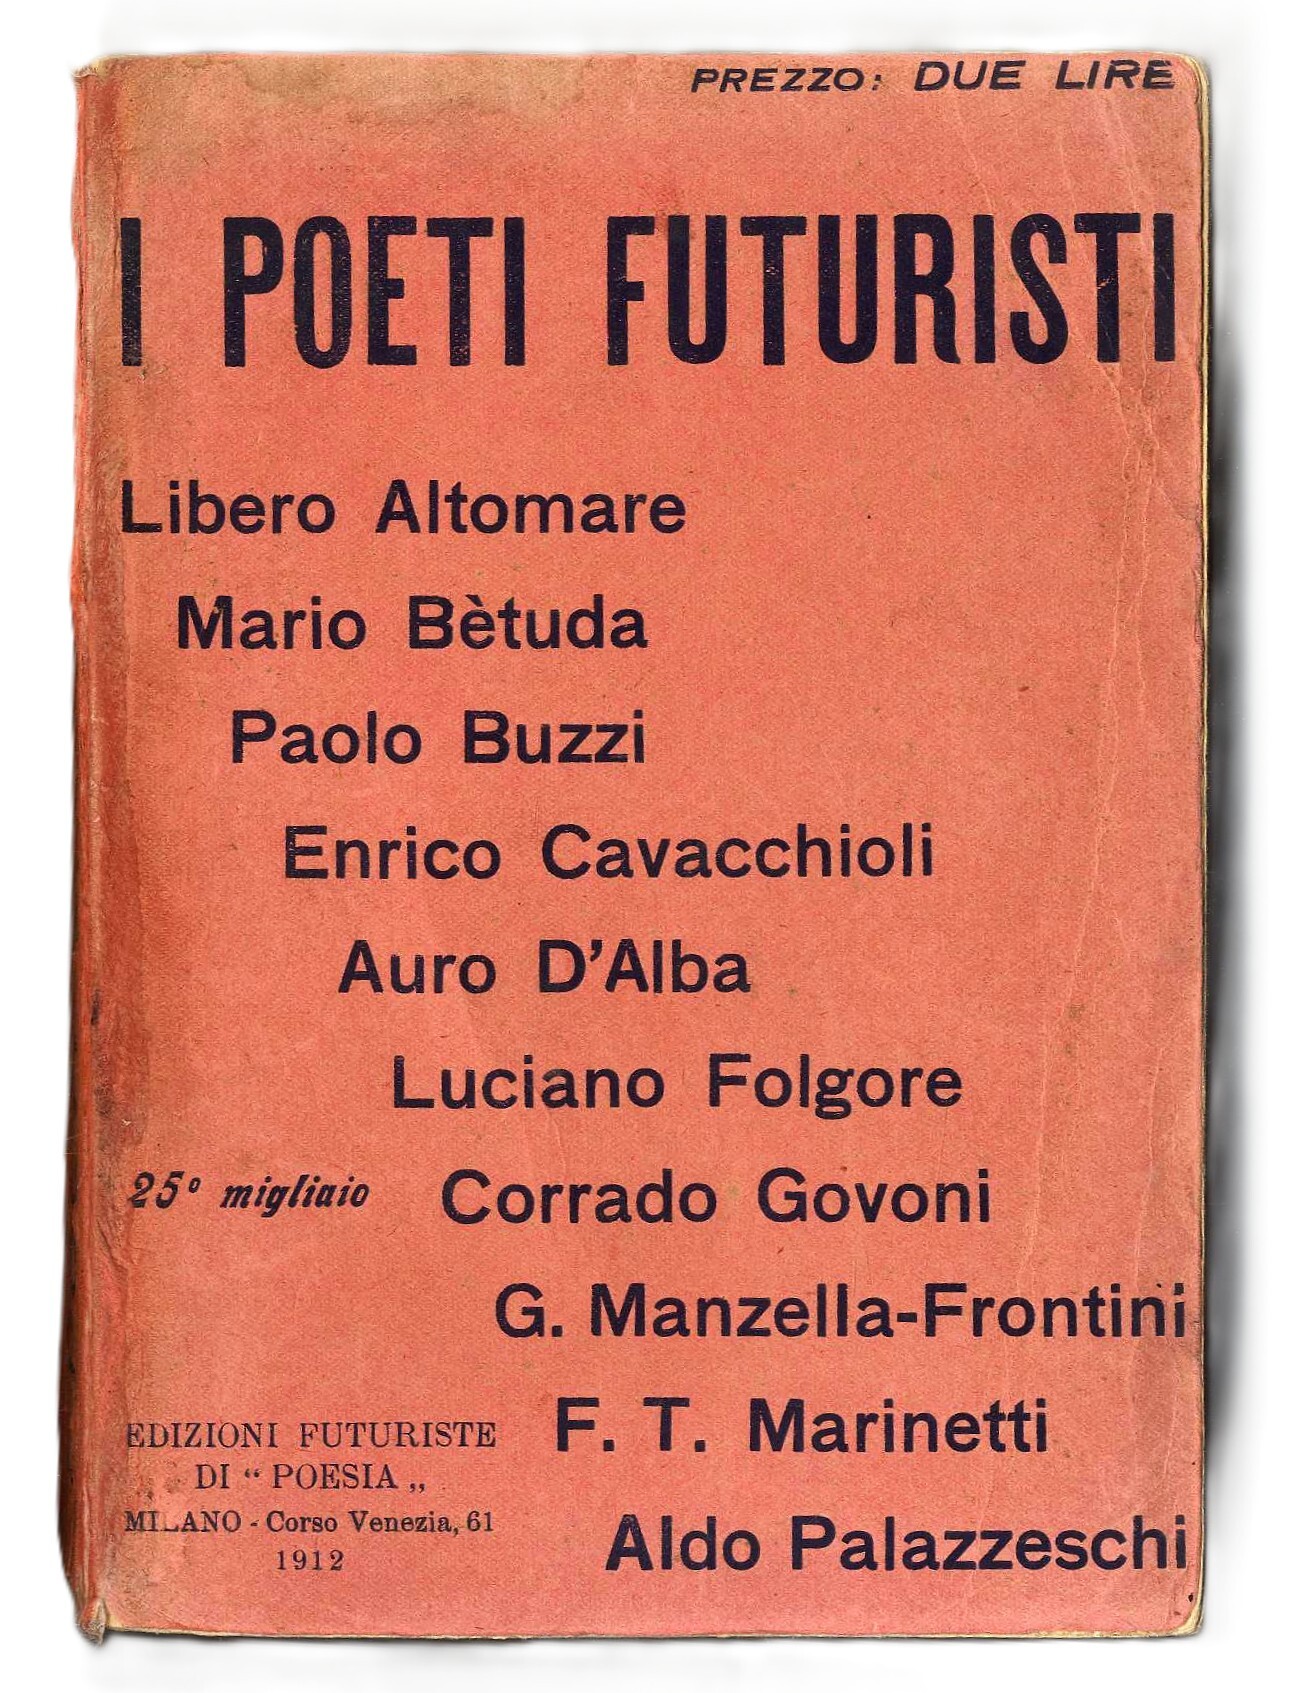 PREZZO: DUE LIRE
I POETI FUTURISTI
Libero Altomare
Mario Bètuda
Paolo Buzzi
Enrico Cavacchioli
Auro D'Alba
Luciano Folgore
25º migliaio
Corrado Govoni
G. Manzella-Frontini
F. T. Marinetti
Aldo Palazzeschi
EDIZIONI FUTURISTE
DI “ POESIA „
MILANO - Corso Venezia, 61
1912